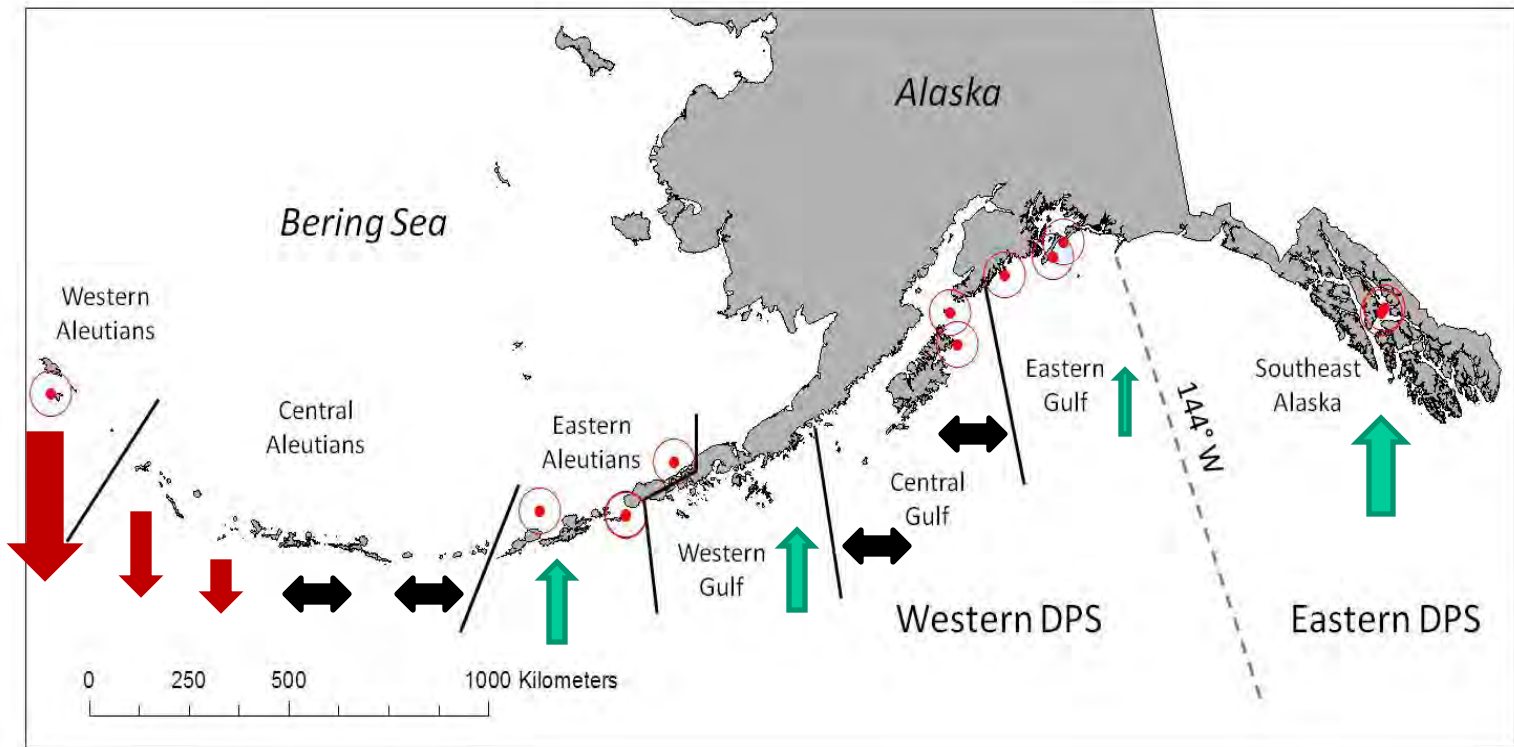 Alaska
Bering Sea
Western
Aleutians
Central
Aleutians
Eastern
Aleutians
Western
Gulf
Central
Gulf
Eastern
Gulf
144° W
Southeast
Alaska
Western DPS
Eastern DPS
0 250 500 1000 Kilometers